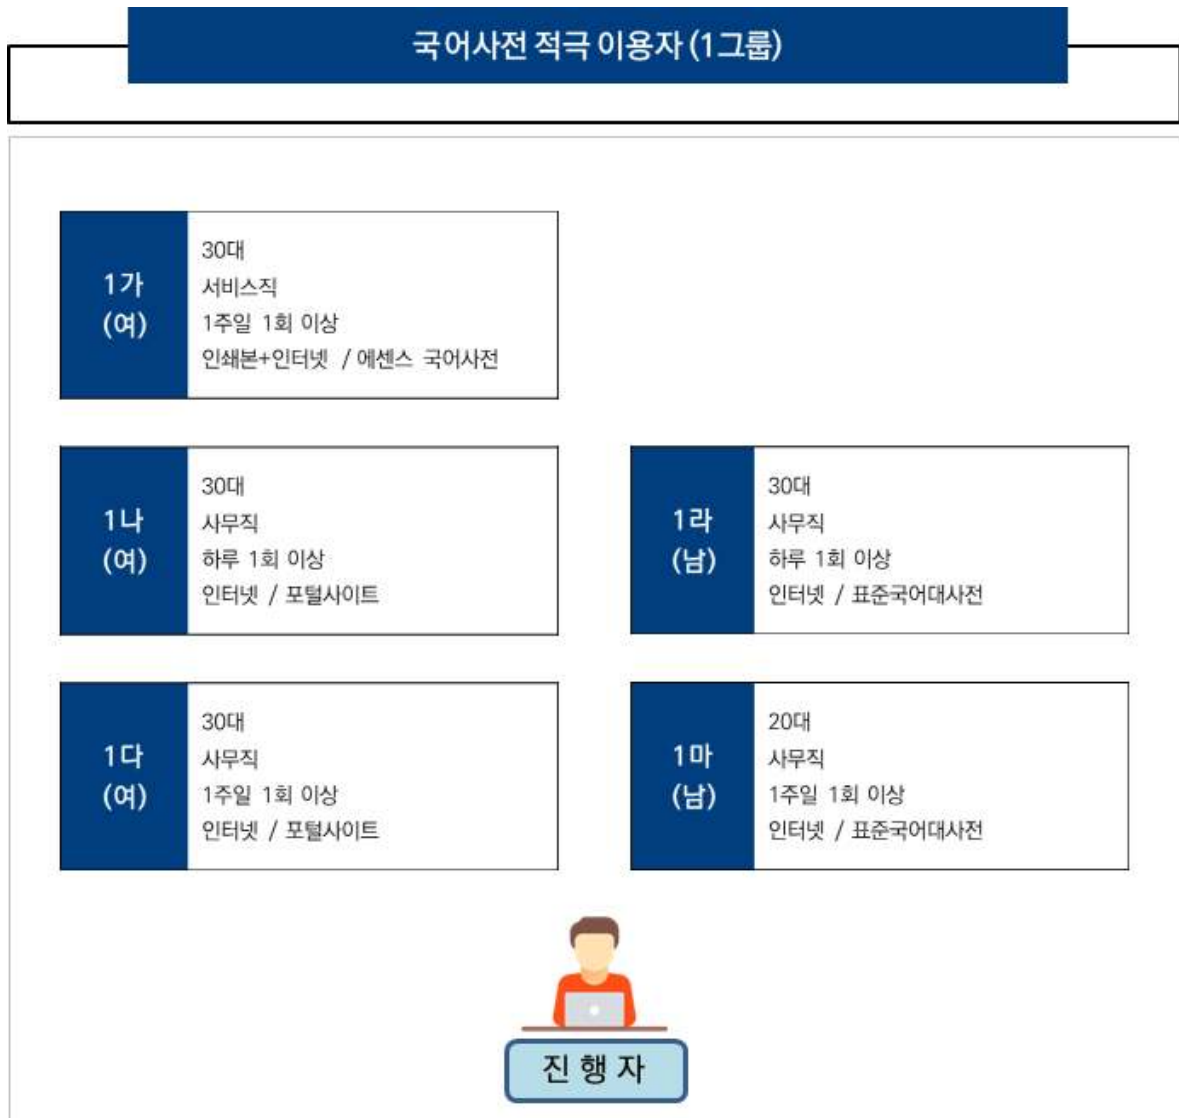 국어사전 적극 이용자 (1그룹)
1가
(여)
30대
서비스직
1주일 1회 이상
인쇄본+인터넷 / 에센스 국어사전
1나
(여)
30대
사무직
하루 1회 이상
인터넷 / 포털사이트
1라
(남)
30대
사무직
하루 1회 이상
인터넷 / 표준국어대사전
1다
(여)
30대
사무직
1주일 1회 이상
인터넷 / 포털사이트
1마
(남)
20대
사무직
1주일 1회 이상
인터넷 / 표준국어대사전
진 행 자